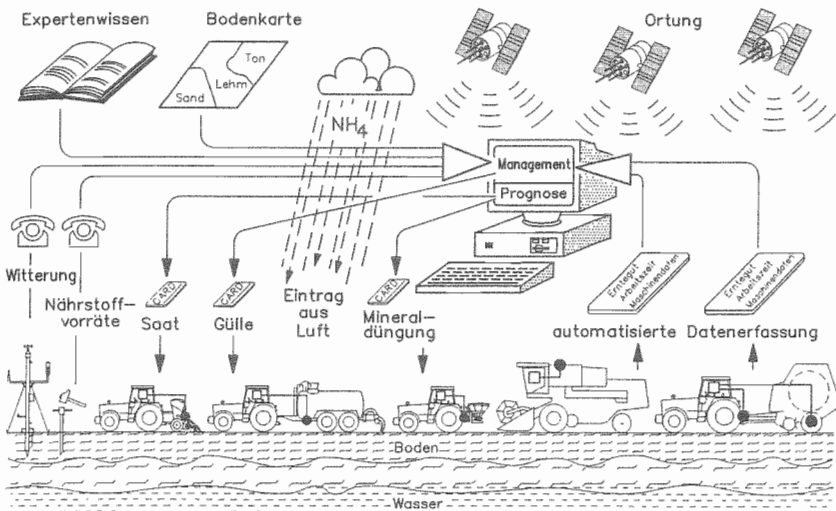 Expertenwissen
Bodenkarte
Ortung
Ton
Lehm
Sand
NH4
Management
Prognose
Witterung
Nährstoff-
vorräte
CARD
Saat
CARD
Gülle
Eintrag
aus
Luft
CARD
Mineral-
düngung
Erntegut
Arbeitszeit
Maschinendaten
Erntegut
Arbeitszeit
Maschinendaten
automatisierte Datenerfassung
Boden
Wasser